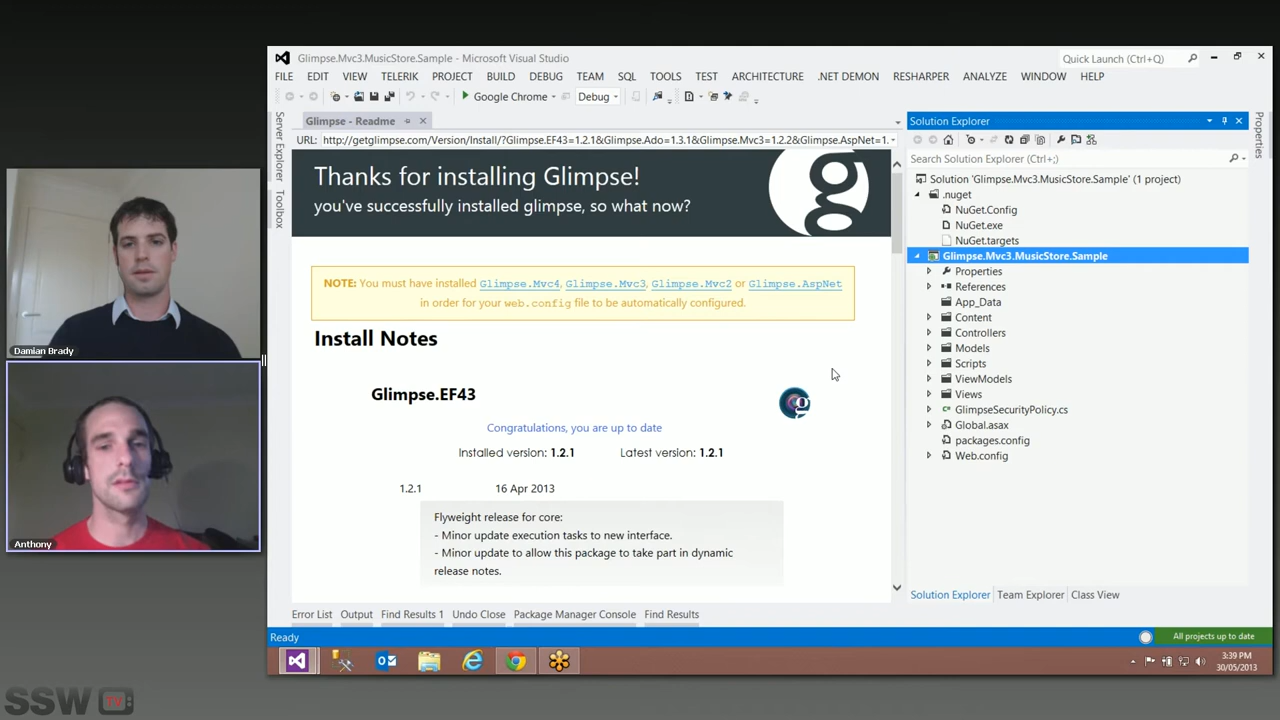 Glimpse.Mvc3.MusicStore.Sample - Microsoft Visual Studio
Quick Launch (Ctrl+Q)
FILE EDIT VIEW TELERIK PROJECT BUILD DEBUG TEAM SQL TOOLS TEST ARCHITECTURE .NET DEMON RESHARPER ANALYZE WINDOW HELP
Google Chrome Debug
Server Explorer
Toolbox
Glimpse - Readme
URL: http://getglimpse.com/Version/Install/?Glimpse.EF43=1.2.1&Glimpse.Ado=1.3.1&Glimpse.Mvc3=1.2.2&Glimpse.AspNet=1.
Thanks for installing Glimpse!
you've successfully installed glimpse, so what now?
g
NOTE: You must have installed Glimpse.Mvc4, Glimpse.Mvc3, Glimpse.Mvc2 or Glimpse.AspNet
in order for your web.config file to be automatically configured.
Install Notes
Glimpse.EF43
g
Congratulations, you are up to date
Installed version: 1.2.1 Latest version: 1.2.1
1.2.1 16 Apr 2013
Flyweight release for core:
- Minor update execution tasks to new interface.
- Minor update to allow this package to take part in dynamic
release notes.
Solution Explorer
Search Solution Explorer (Ctrl+;)
Solution 'Glimpse.Mvc3.MusicStore.Sample' (1 project)
.nuget
NuGet.Config
NuGet.exe
NuGet.targets
Glimpse.Mvc3.MusicStore.Sample
Properties
References
App_Data
Content
Controllers
Models
Scripts
ViewModels
Views
GlimpseSecurityPolicy.cs
Global.asax
packages.config
Web.config
Properties
Solution Explorer Team Explorer Class View
Error List Output Find Results 1 Undo Close Package Manager Console Find Results
Ready
All projects up to date
3:39 PM
30/05/2013
Damian Brady
Anthony
SSW TV